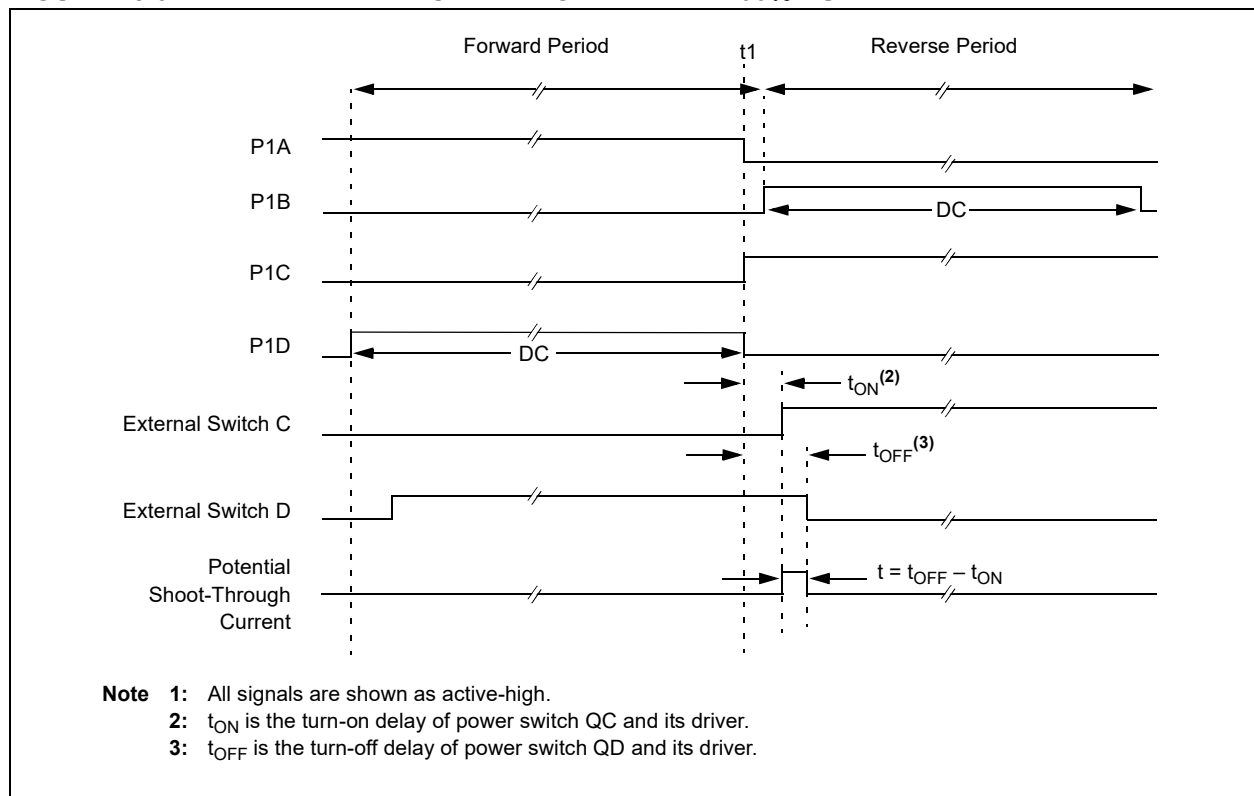 Forward Period
t1
Reverse Period
P1A
P1B
DC
P1C
P1D
DC
tON(2)
External Switch C
tOFF(3)
External Switch D
Potential
Shoot-Through
Current
t = tOFF – tON
Note 1: All signals are shown as active-high.
2: tON is the turn-on delay of power switch QC and its driver.
3: tOFF is the turn-off delay of power switch QD and its driver.